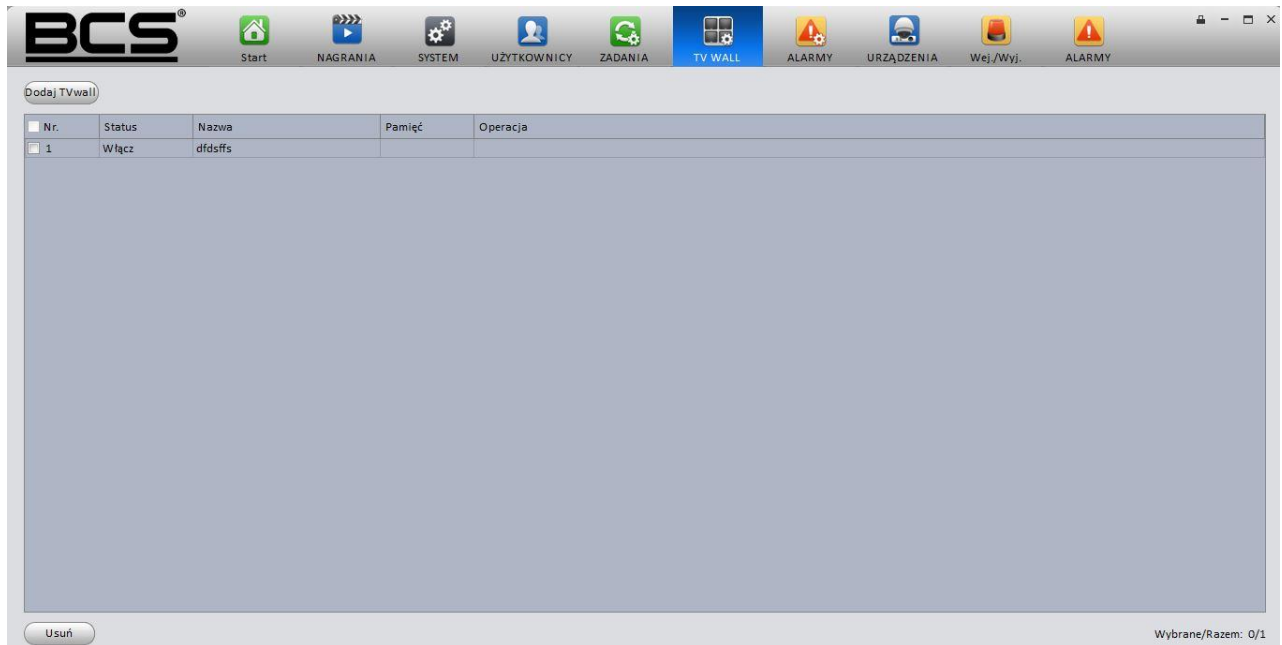 BCS®
Start NAGRANIA SYSTEM UŻYTKOWNICY ZADANIA TV WALL ALARMY URZĄDZENIA Wej./Wyj. ALARMY
Dodaj TVwall
Nr. Status Nazwa Pamięć Operacja
1 Włącz dfdsffs
Usuń Wybrane/Razem: 0/1